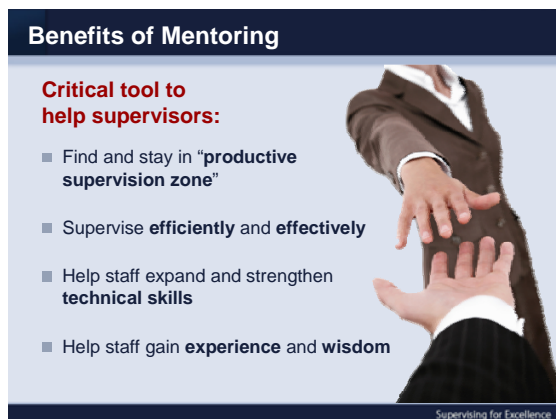 Benefits of Mentoring
Critical tool to
help supervisors:
Find and stay in “productive
supervision zone”
Supervise efficiently and effectively
Help staff expand and strengthen
technical skills
Help staff gain experience and wisdom
Supervising for Excellence